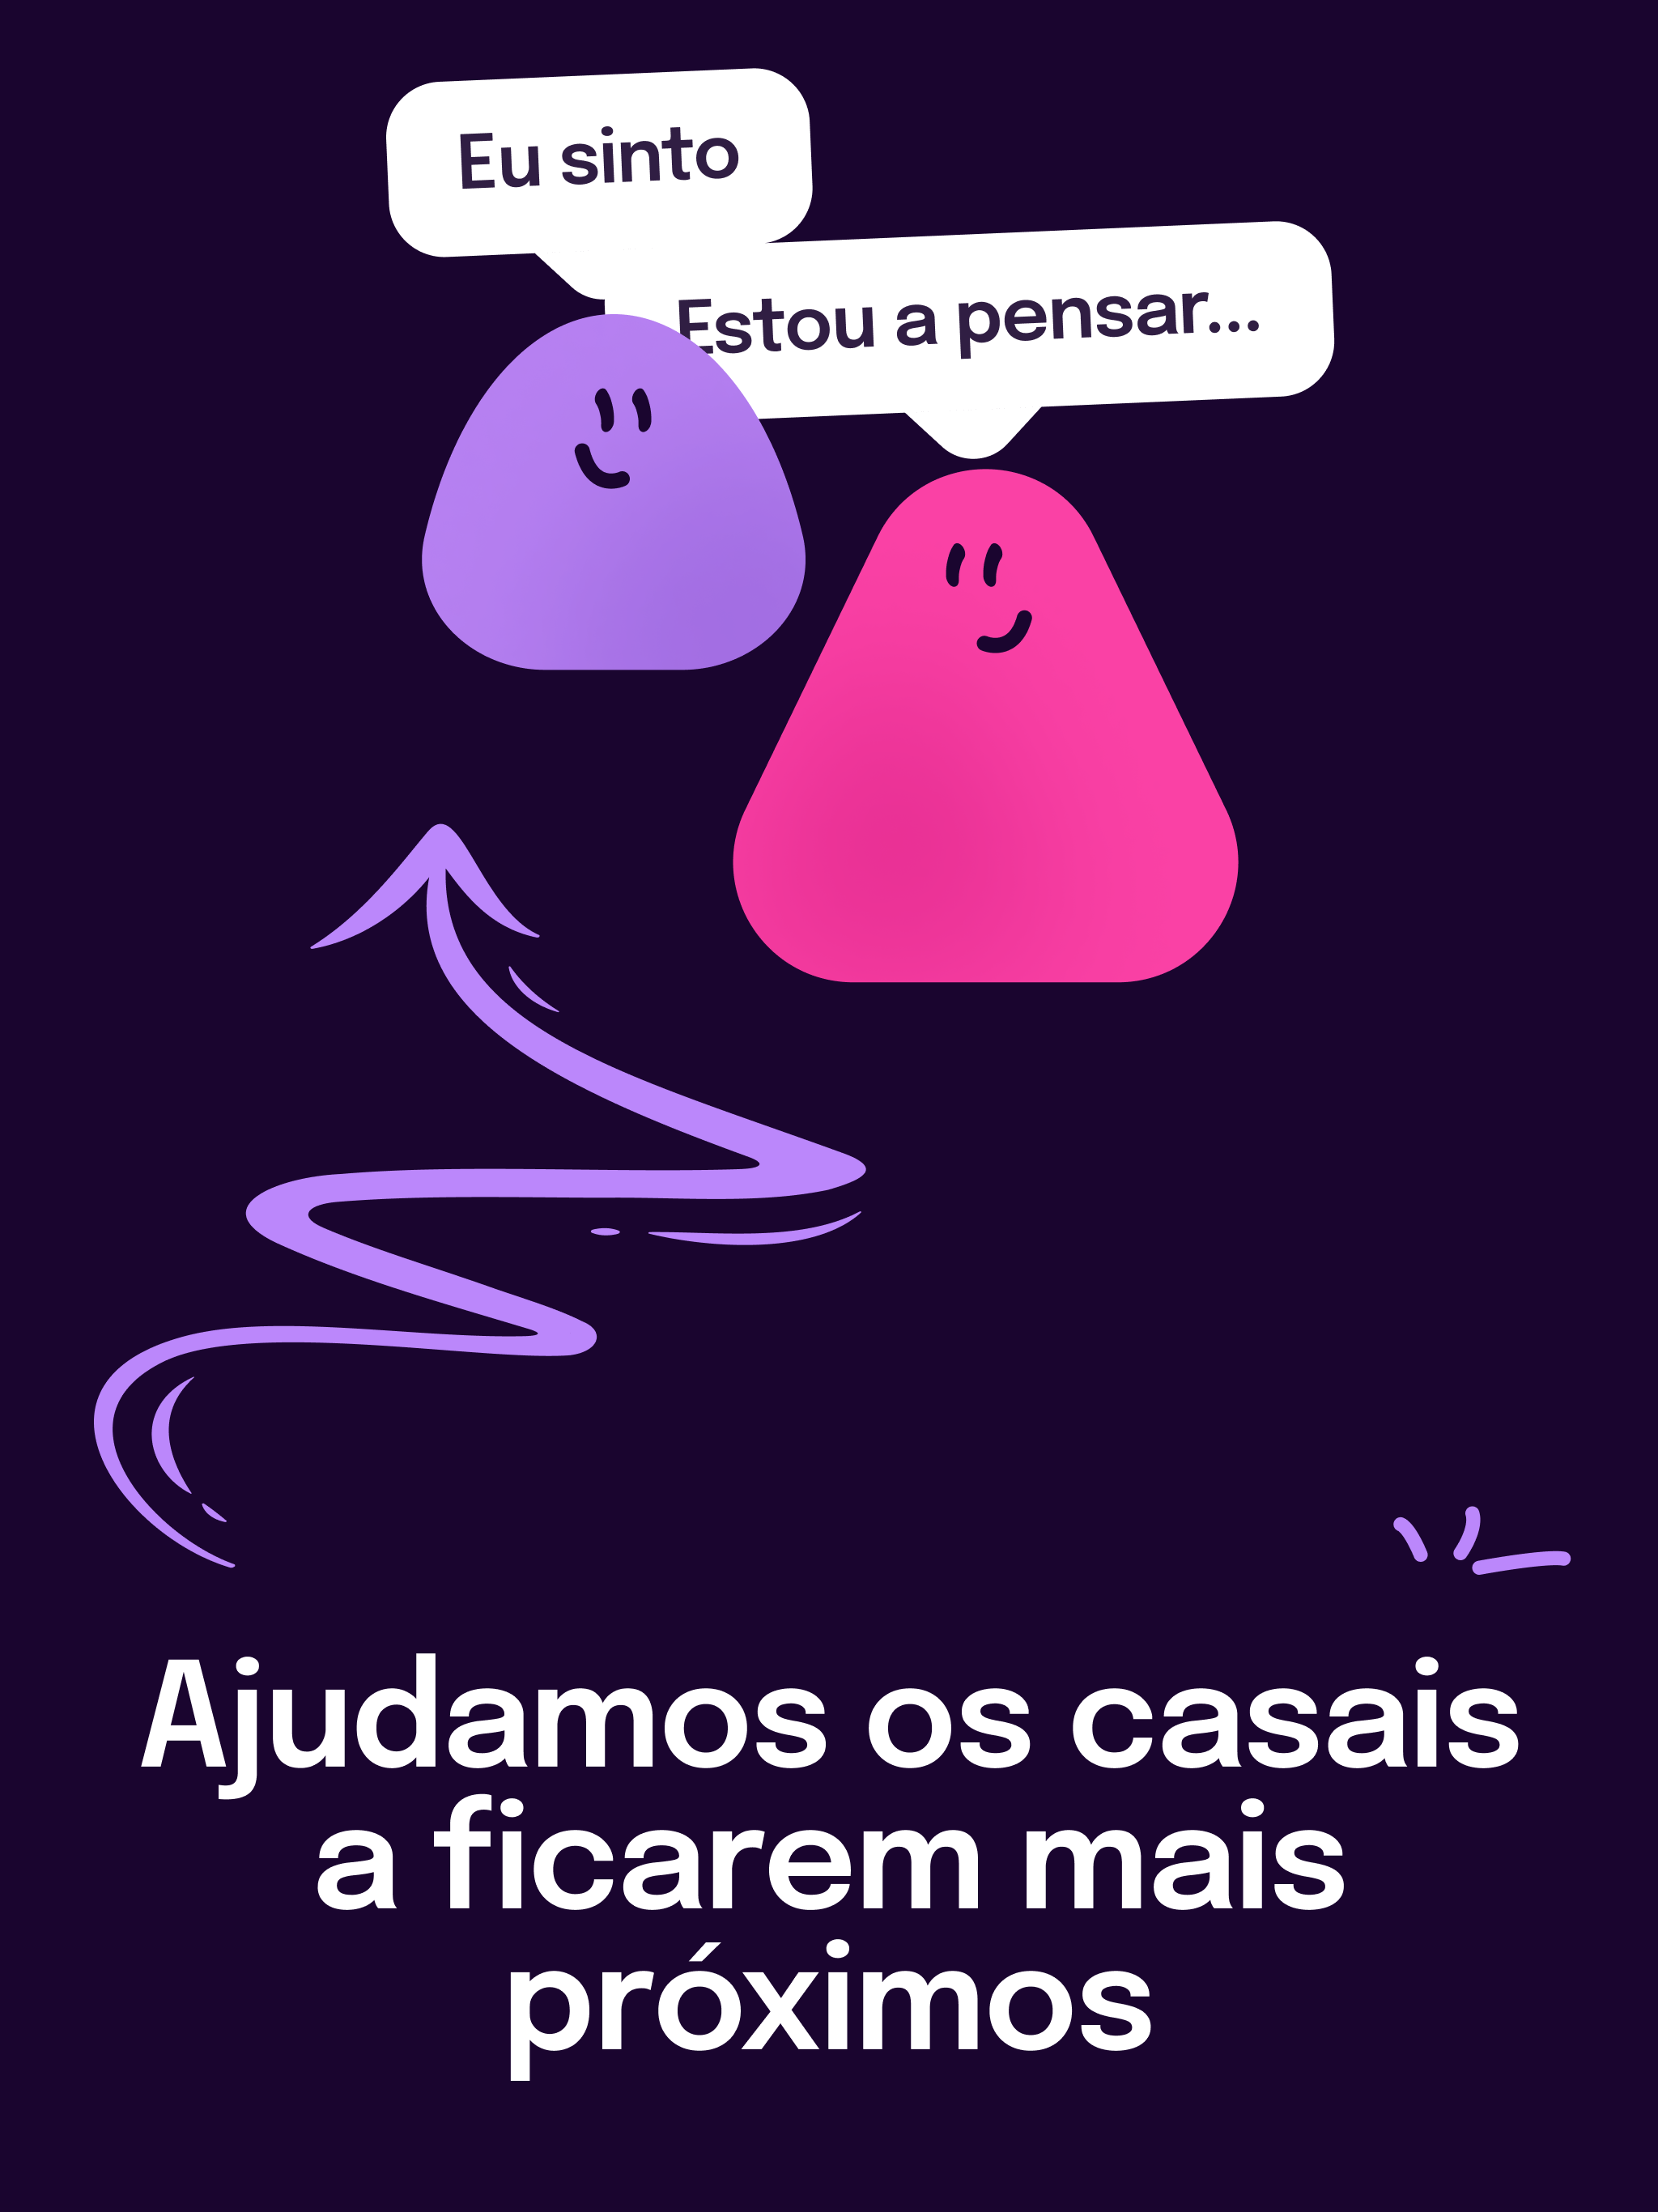 Eu sinto
Estou a pensar...
Ajudamos os casais
a ficarem mais
próximos